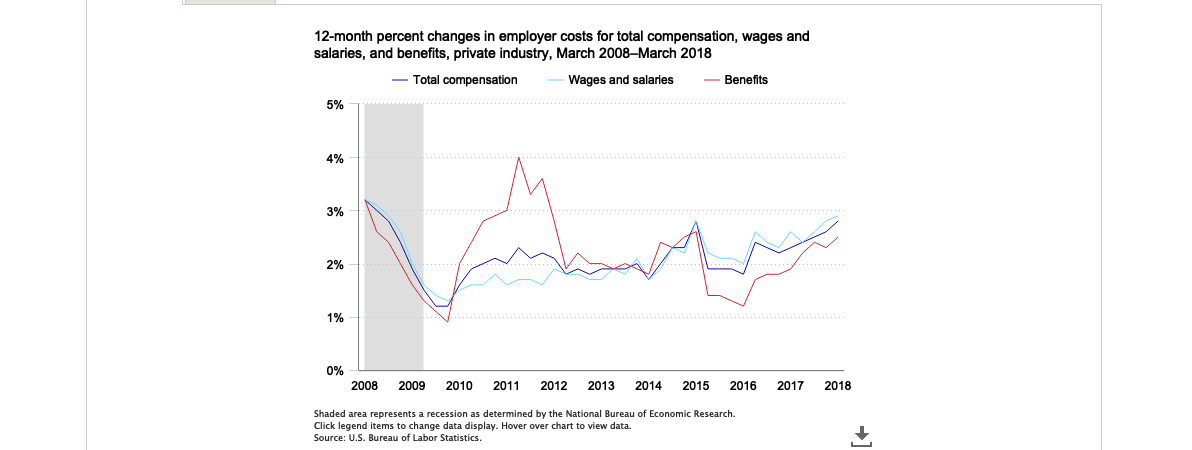 12-month percent changes in employer costs for total compensation, wages and
salaries, and benefits, private industry, March 2008–March 2018
Total compensation Wages and salaries Benefits
5%
4%
3%
2%
1%
0%
2008 2009 2010 2011 2012 2013 2014 2015 2016 2017 2018
Shaded area represents a recession as determined by the National Bureau of Economic Research.
Click legend items to change data display. Hover over chart to view data.
Source: U.S. Bureau of Labor Statistics.